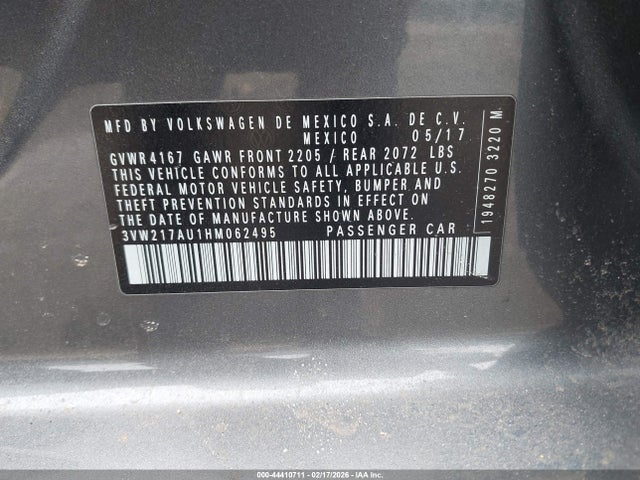 MFD BY VOLKSWAGEN DE MEXICO S.A. DE C.V.
MEXICO 05/17
GVWR4167 GAWR FRONT 2205 / REAR 2072 LBS
THIS VEHICLE CONFORMS TO ALL APPLICABLE U.S.
FEDERAL MOTOR VEHICLE SAFETY, BUMPER AND
THEFT PREVENTION STANDARDS IN EFFECT ON
THE DATE OF MANUFACTURE SHOWN ABOVE.
3VW217AU1HM062495 PASSENGER CAR
1948270 3220 M
000-44410711 - 02/17/2026 - IAAI Corp.